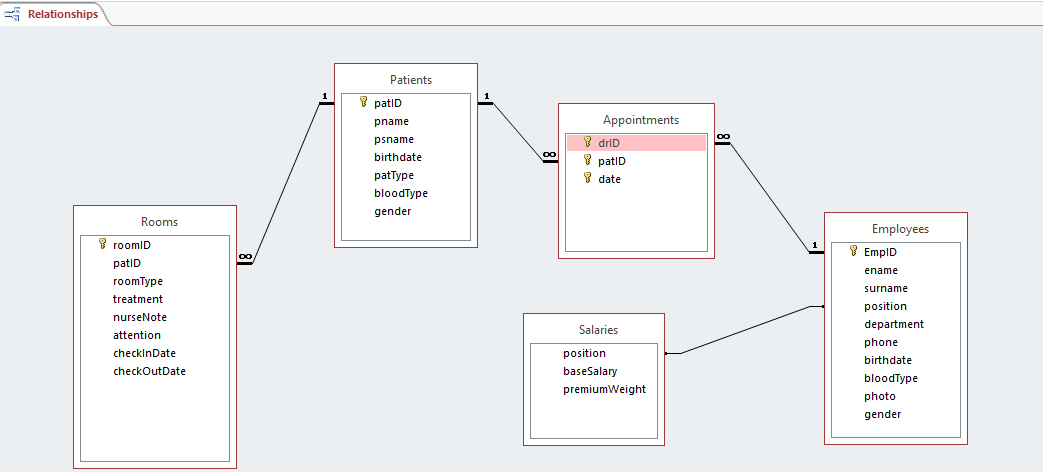 Relationships
Patients
1
1
patID
pname
psname
birthdate
patType
bloodType
gender
Appointments
∞
∞
drID
patID
date
Rooms
∞
roomID
patID
roomType
treatment
nurseNote
attention
checkInDate
checkOutDate
Employees
1
EmpID
ename
surname
position
department
phone
birthdate
bloodType
photo
gender
Salaries
position
baseSalary
premiumWeight